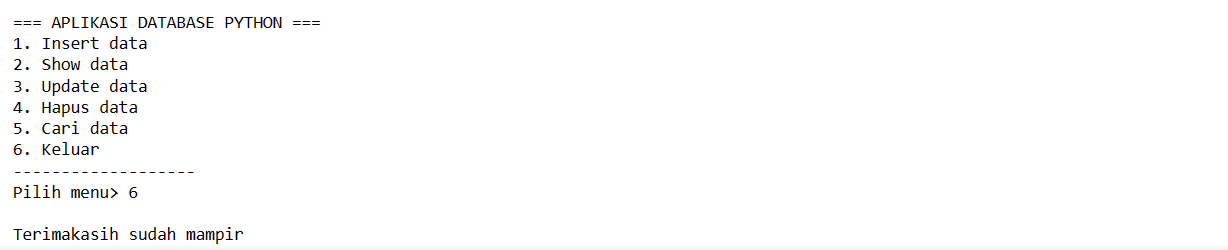 === APLIKASI DATABASE PYTHON ===
1. Insert data
2. Show data
3. Update data
4. Hapus data
5. Cari data
6. Keluar
-------------------
Pilih menu> 6
Terimakasih sudah mampir